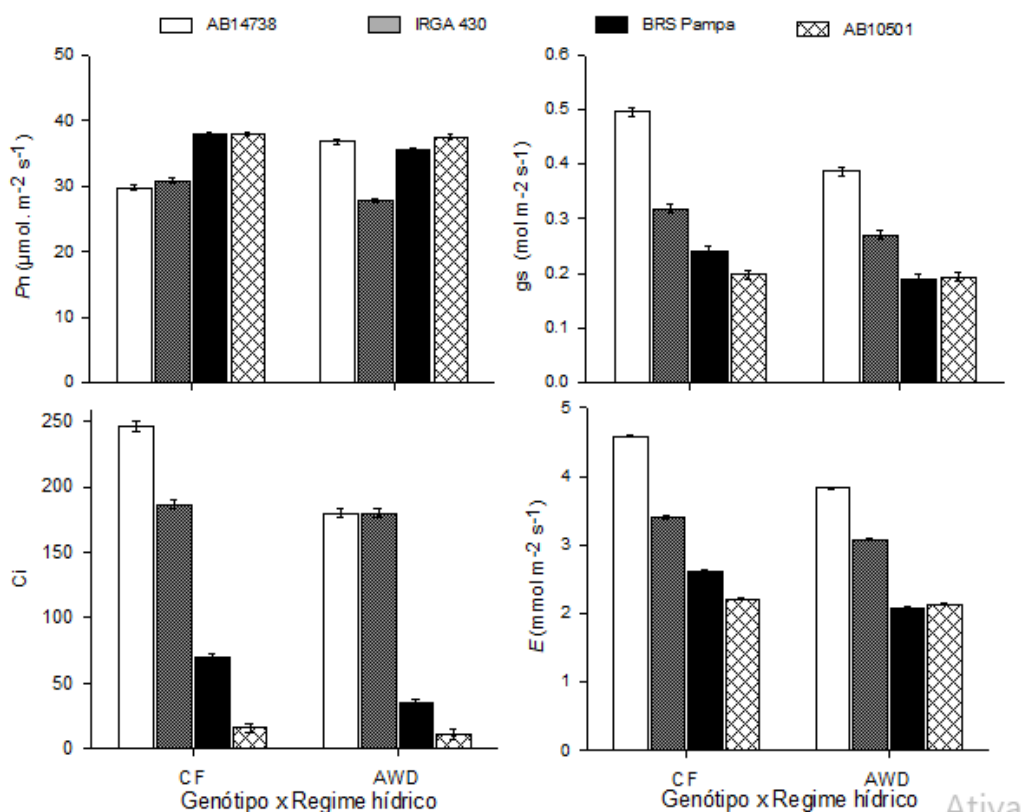 AB14738 IRGA 430 BRS Pampa AB10501
50
40
30
20
10
0
Pn (µmol. m-2 s-1)
0.6
0.5
0.4
0.3
0.2
0.1
0.0
gs (mol m-2 s-1)
250
200
150
100
50
0
Ci
CF AWD
Genótipo x Regime hídrico
5
4
3
2
1
0
E (mmol m-2 s-1)
CF AWD
Genótipo x Regime hídrico
Ativa